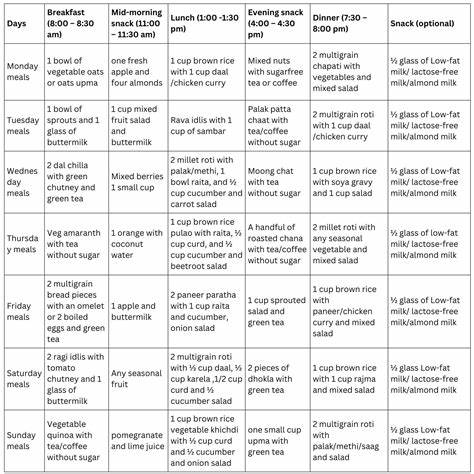 Days
Breakfast
(8:00 – 8:30
am)
Mid-morning
snack (11:00
– 11:30 am)
Lunch (1:00 -1:30
pm)
Evening snack
(4:00 – 4:30
pm)
Dinner (7:30 –
8:00 pm)
Snack (optional)
Monday
meals
1 bowl of
vegetable oats
or oats upma
one fresh
apple and
four almonds
1 cup brown rice
with 1 cup daal
/chicken curry
Mixed nuts
with sugarfree
tea or coffee
2 multigrain
chapati with
vegetables and
mixed salad
½ glass of Low-fat
milk/ lactose-free
milk/almond milk
Tuesday
meals
1 bowl of
sprouts and 1
glass of
buttermilk
1 cup mixed
fruit salad
and
buttermilk
Rava idlis with 1
cup of sambar
Palak patta
chaat with
tea/coffee
without sugar
2 multigrain roti
with 1 cup daal
/chicken curry
½ glass of Low-fat
milk/ lactose-free
milk/almond milk
Wednes
day
meals
2 dal chilla
with green
chutney and
green tea
Mixed berries
1 small cup
2 millet roti with
palak/methi, 1
bowl raita, and ½
cup cucumber and
carrot salad
Moong chat
with tea
without sugar
1 cup brown rice
with soya gravy
and 1 cup salad
½ glass of Low-fat
milk/ lactose-free
milk/almond milk
Thursda
y meals
Veg amaranth
with tea
without sugar
1 orange with
coconut
water
1 cup brown rice
pulao with raita,
½ cup curd, and ½
cup cucumber and
beetroot salad
A handful of
roasted chana
with tea/coffee
without sugar
2 millet roti with
any seasonal
vegetable and
mixed salad
½ glass of low-fat
milk/ lactose-free
milk/almond milk
Friday
meals
2 multigrain
bread pieces
with an omelet
or 2 boiled
eggs and green
tea
1 apple and
buttermilk
2 paneer paratha
with 1 cup raita
and cucumber,
onion salad
1 cup sprouted
salad and
green tea
1 cup brown rice
with
paneer/chicken
curry and mixed
salad
½ glass of Low-fat
milk/ lactose-free
milk/almond milk
Saturday
meals
2 ragi idlis with
tomato
chutney and 1
glass of
buttermilk
Any seasonal
fruit
2 multigrain roti
with ½ cup daal, ½
cup karela ,1/2 cup
curd and ½
cucumber salad
2 pieces of
dhokla with
green tea
1 cup brown rice
with 1 cup rajma
and mixed salad
½ glass Low-fat
milk/ lactose-free
milk/almond milk
Sunday
meals
Vegetable
quinoa with
tea/coffee
without sugar
pomegranate
and lime juice
1 cup brown rice
vegetable khichdi
with ½ cup curd
and ½ cucumber
and onion salad
one small cup
upma with
green tea
2 multigrain roti
with
palak/methi/saag
and salad
½ glass Low-fat
milk/ lactose-free
milk/almond milk